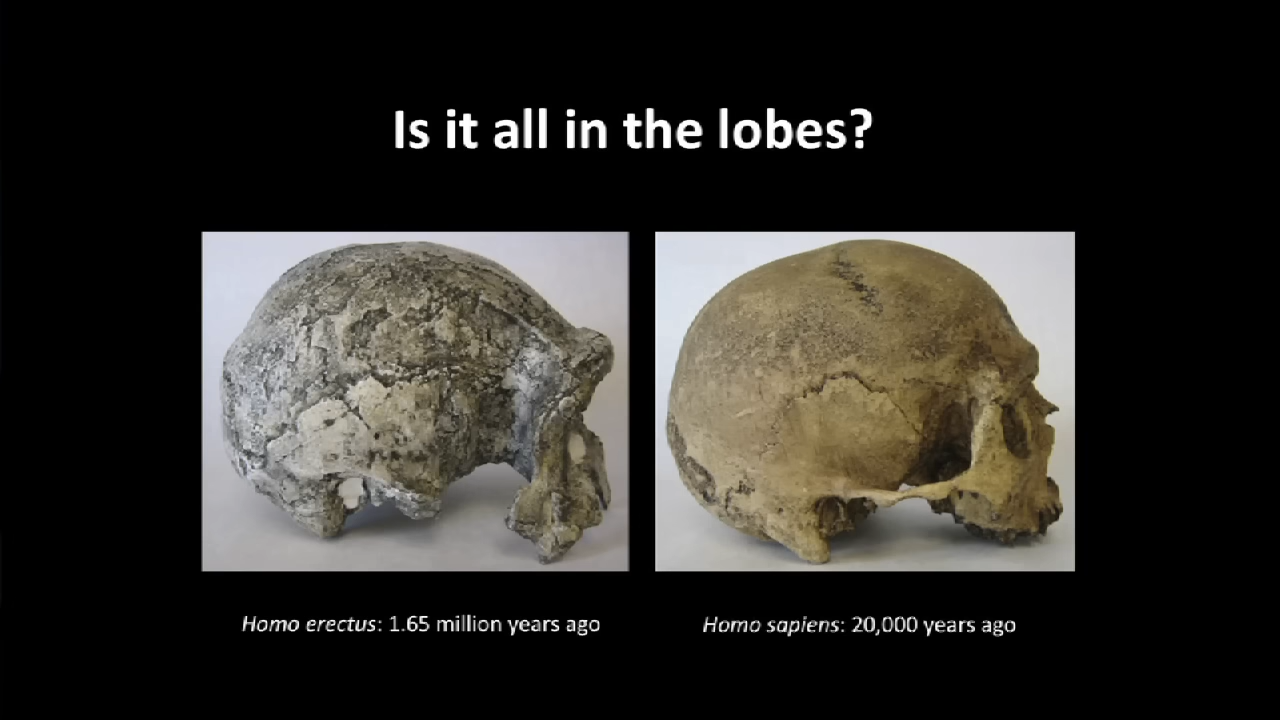 Is it all in the lobes?
Homo erectus: 1.65 million years ago
Homo sapiens: 20,000 years ago